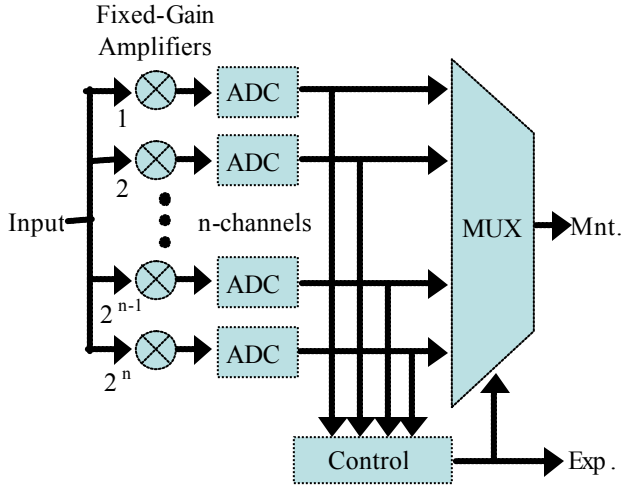 Fixed-Gain
Amplifiers
1
ADC
2
ADC
Input
n-channels
MUX
Mnt.
2^n-1
ADC
2^n
ADC
Control
Exp.